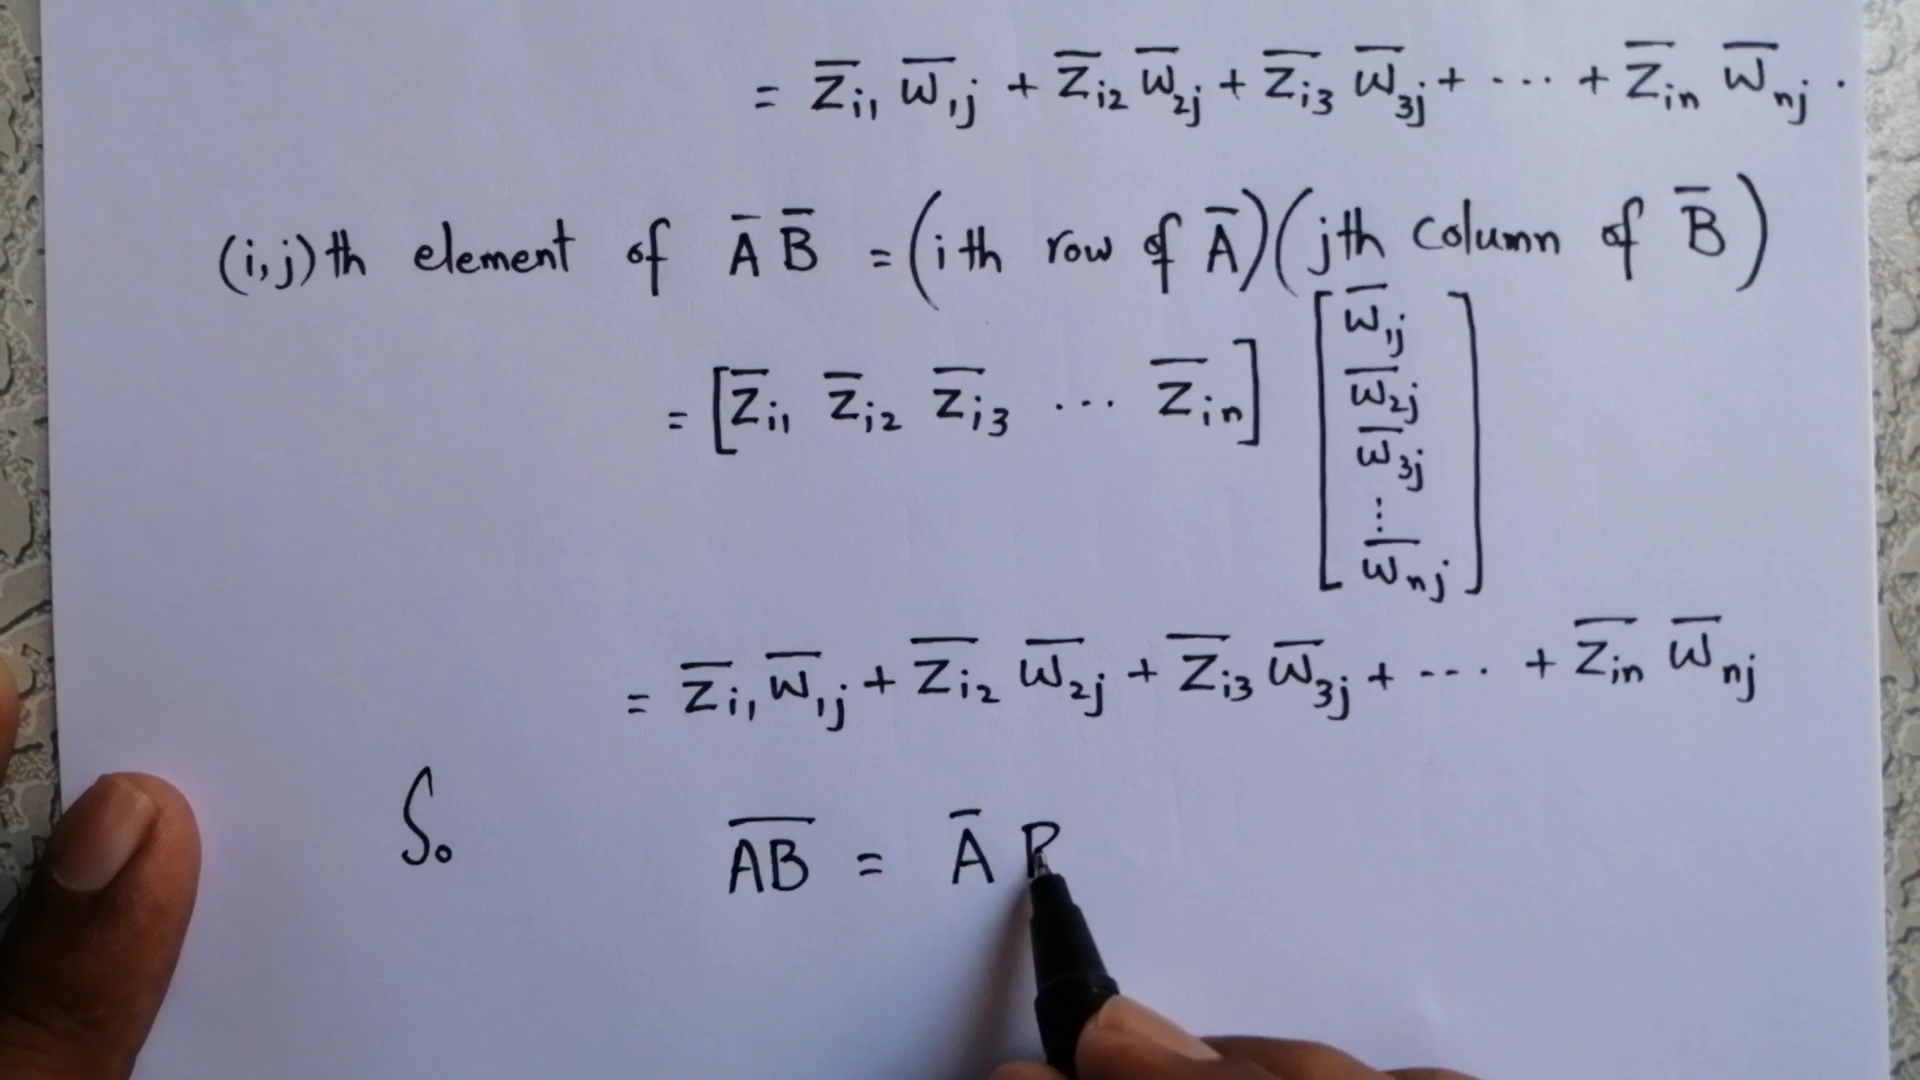 = z̅ᵢ₁ w̅₁ⱼ + z̅ᵢ₂ w̅₂ⱼ + z̅ᵢ₃ w̅₃ⱼ + ... + z̅ᵢₙ w̅ₙⱼ .
(i,j)th element of A̅ B̅ = (ith row of A̅)(jth column of B̅)
= [z̅ᵢ₁ z̅ᵢ₂ z̅ᵢ₃ ... z̅ᵢₙ] [w̅₁ⱼ
w̅₂ⱼ
w̅₃ⱼ
...
w̅ₙⱼ]
= z̅ᵢ₁ w̅₁ⱼ + z̅ᵢ₂ w̅₂ⱼ + z̅ᵢ₃ w̅₃ⱼ + ... + z̅ᵢₙ w̅ₙⱼ
So A̅B̅ = A̅